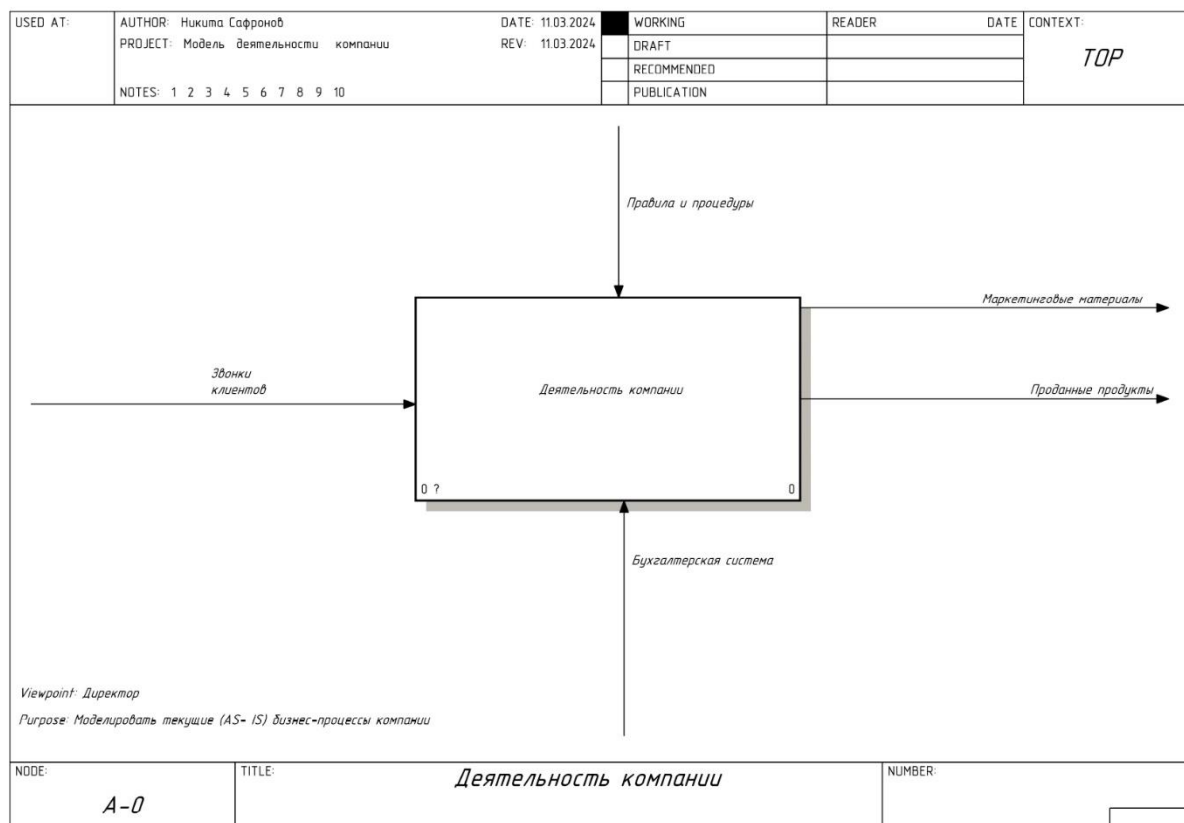 USED AT:
AUTHOR: Никита Сафронов
DATE: 11.03.2024
WORKING
READER
DATE
CONTEXT:
PROJECT: Модель деятельности компании
REV: 11.03.2024
DRAFT
TOP
RECOMMENDED
NOTES: 1 2 3 4 5 6 7 8 9 10
PUBLICATION
Правила и процедуры
Маркетинговые материалы
Звонки
клиентов
Деятельность компании
Проданные продукты
0 ?
0
Бухгалтерская система
Viewpoint: Директор
Purpose: Моделировать текущие (AS- IS) бизнес-процессы компании
NODE:
TITLE:
Деятельность компании
NUMBER:
A-0